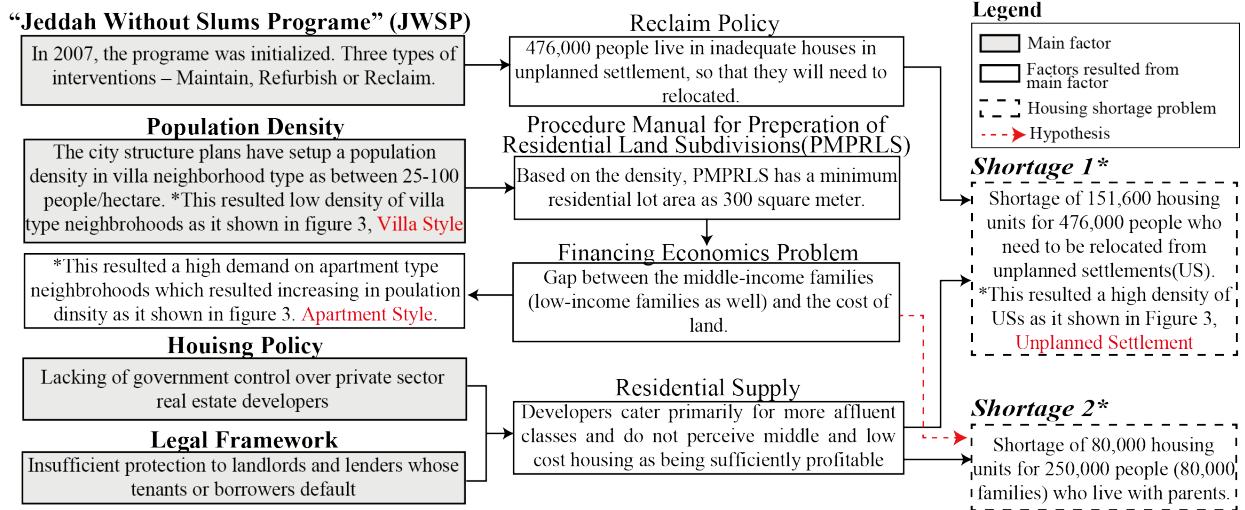 “Jeddah Without Slums Programe” (JWSP)
In 2007, the programe was initialized. Three types of
interventions – Maintain, Refurbish or Reclaim.
Population Density
The city structure plans have setup a population
density in villa neighborhood type as between 25-100
people/hectare. *This resulted low density of villa
type neighborhoods as it shown in figure 3, Villa Style
*This resulted a high demand on apartment type
neighbrohoods which resulted increasing in poulation
dinsity as it shown in figure 3. Apartment Style.
Houisng Policy
Lacking of government control over private sector
real estate developers
Legal Framework
Insufficient protection to landlords and lenders whose
tenants or borrowers default
Reclaim Policy
476,000 people live in inadequate houses in
unplanned settlement, so that they will need to
relocated.
Procedure Manual for Preperation of
Residential Land Subdivisions(PMPRLS)
Based on the density, PMPRLS has a minimum
residential lot area as 300 square meter.
Financing Economics Problem
Gap between the middle-income families
(low-income families as well) and the cost of
land.
Residential Supply
Developers cater primarily for more affluent
classes and do not perceive middle and low
cost housing as being sufficiently profitable
Legend
Main factor
Factors resulted from
main factor
Housing shortage problem
Hypothesis
Shortage 1*
Shortage of 151,600 housing
units for 476,000 people who
need to be relocated from
unplanned settlements(US).
*This resulted a high density of
USs as it shown in Figure 3,
Unplanned Settlement
Shortage 2*
Shortage of 80,000 housing
units for 250,000 people (80,000
families) who live with parents.